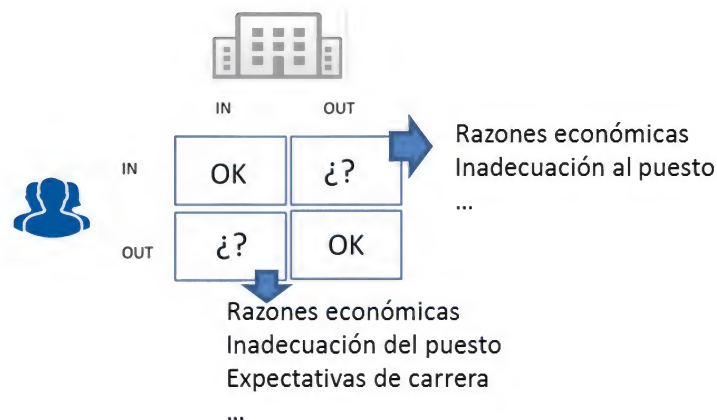 IN OUT
IN OK ¿?
OUT ¿? OK
Razones económicas
Inadecuación al puesto
...
Razones económicas
Inadecuación del puesto
Expectativas de carrera
...